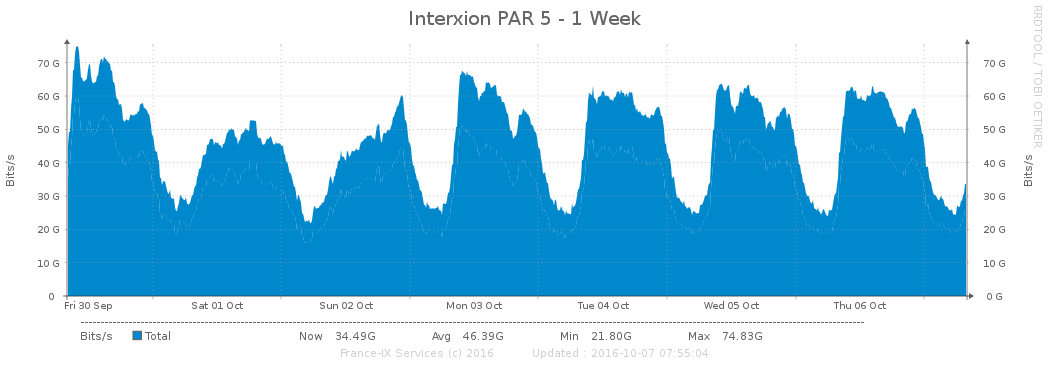 Interxion PAR 5 - 1 Week
RRDTOOL / TOBI OETIKER
Bits/s
70 G 70 G
60 G 60 G
50 G 50 G
40 G 40 G
30 G 30 G
20 G 20 G
10 G 10 G
0 0 G
Bits/s
Fri 30 Sep Sat 01 Oct Sun 02 Oct Mon 03 Oct Tue 04 Oct Wed 05 Oct Thu 06 Oct
Bits/s Total Now 34.49G Avg 46.39G Min 21.80G Max 74.83G
France-IX Services (c) 2016 Updated : 2016-10-07 07:55:04